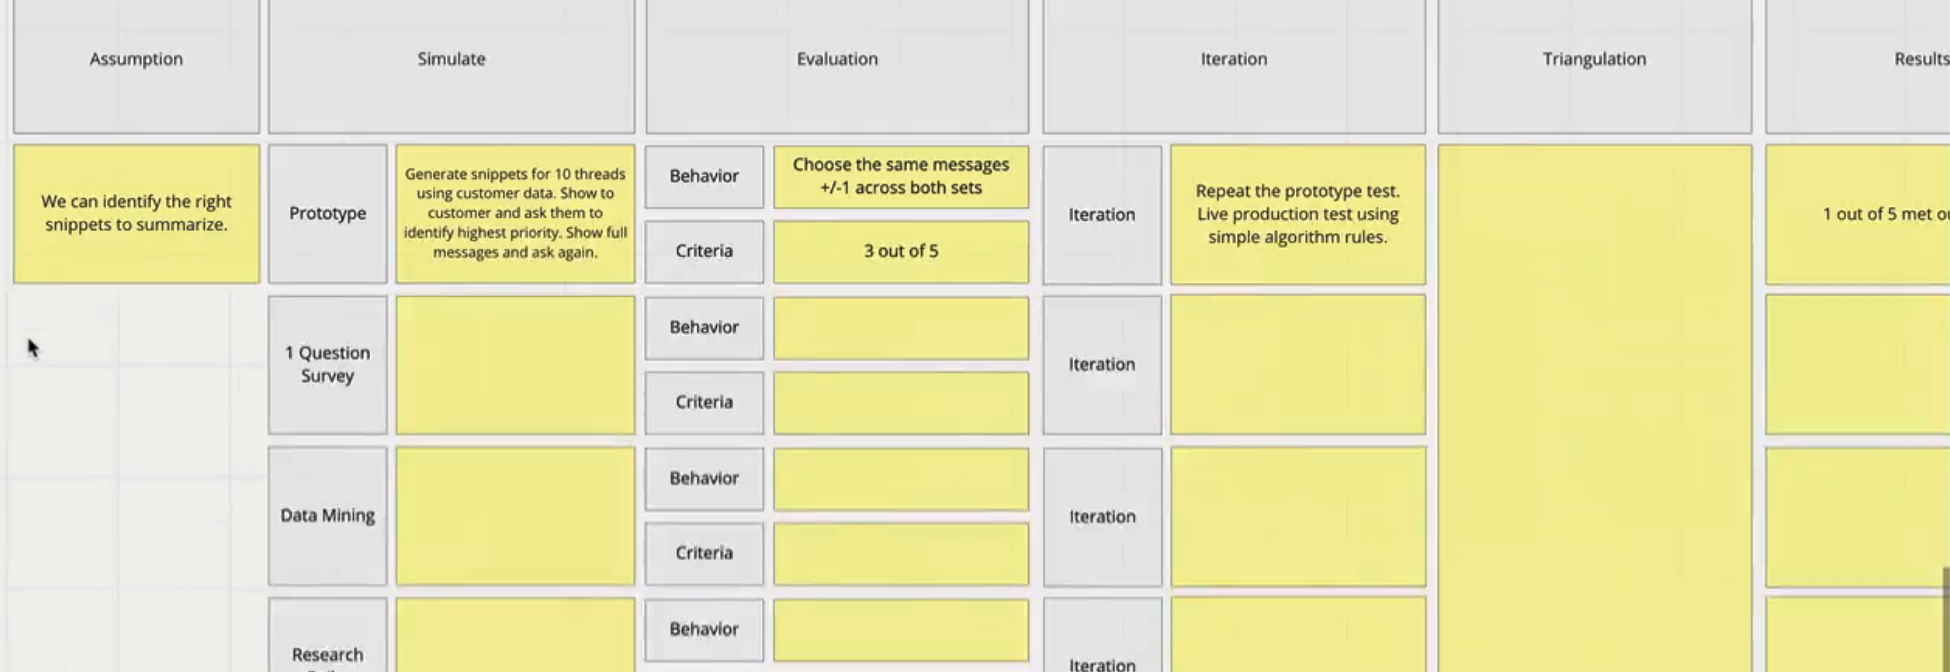 Assumption
Simulate
Evaluation
Iteration
Triangulation
Results
We can identify the right
snippets to summarize.
Prototype
Generate snippets for 10 threads
using customer data. Show to
customer and ask them to
identify highest priority. Show full
messages and ask again.
Behavior
Choose the same messages
+/-1 across both sets
Criteria
3 out of 5
Iteration
Repeat the prototype test.
Live production test using
simple algorithm rules.
1 out of 5 met
1 Question
Survey
Behavior
Criteria
Iteration
Data Mining
Behavior
Criteria
Iteration
Research
Behavior
Iteration